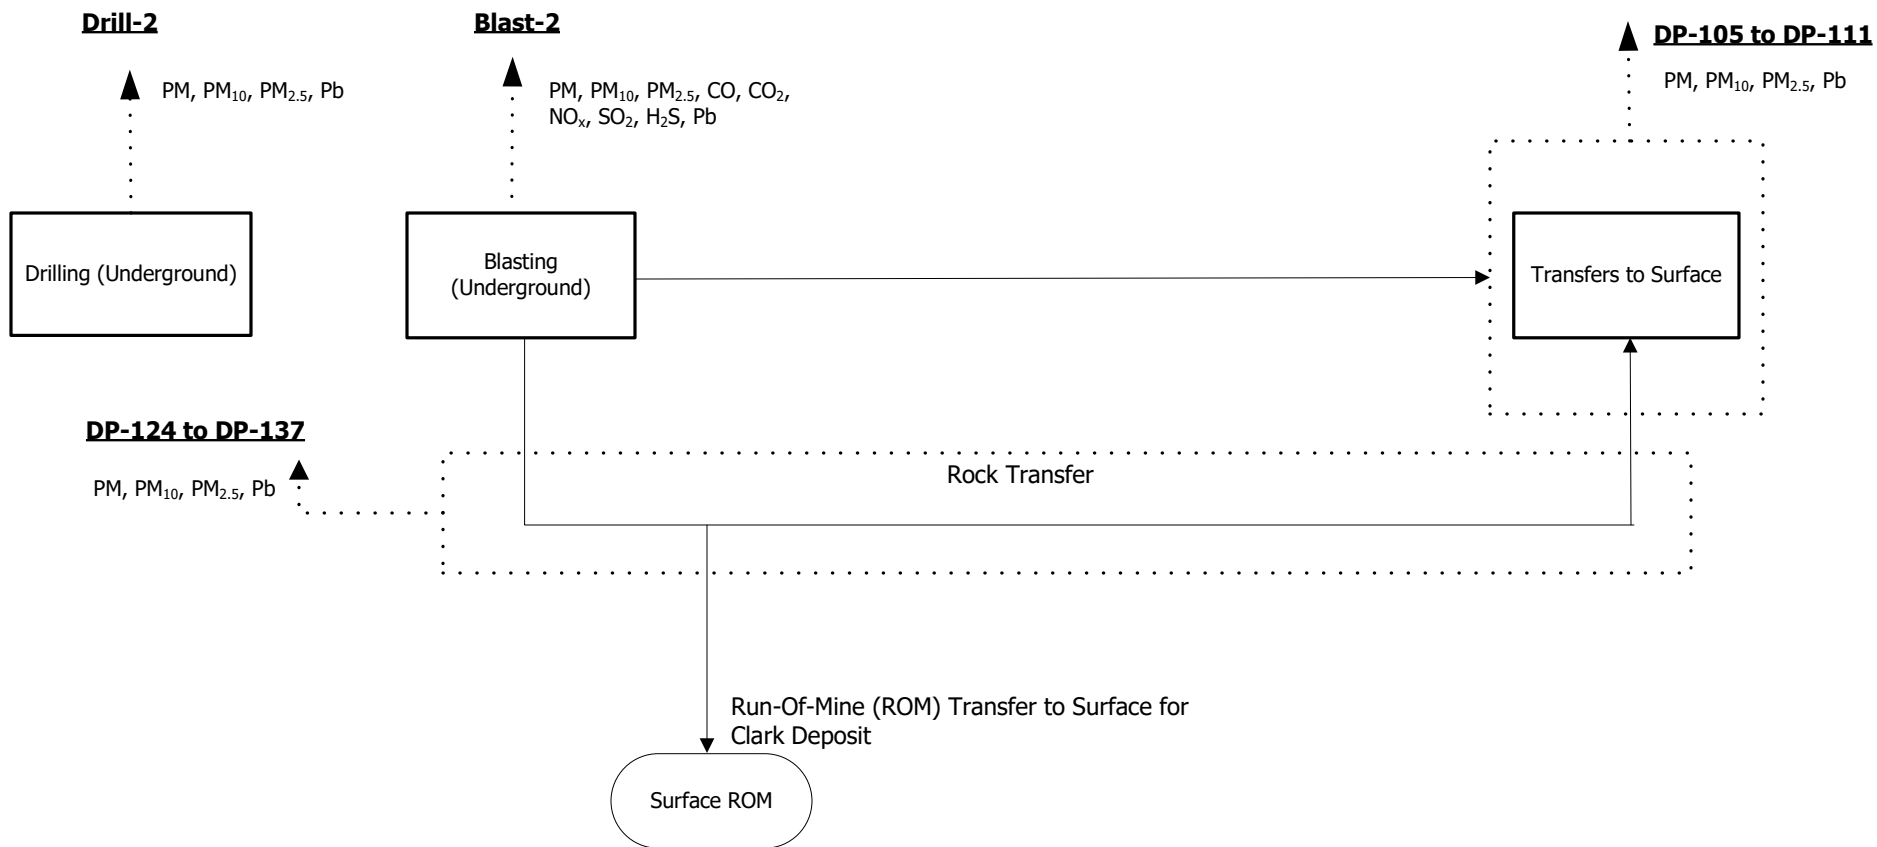 Drill-2
Blast-2
DP-105 to DP-111
PM, PM₁₀, PM₂.₅, Pb
PM, PM₁₀, PM₂.₅, CO, CO₂,
NOₓ, SO₂, H₂S, Pb
PM, PM₁₀, PM₂.₅, Pb
Drilling (Underground)
Blasting
(Underground)
Transfers to Surface
DP-124 to DP-137
PM, PM₁₀, PM₂.₅, Pb
Rock Transfer
Run-Of-Mine (ROM) Transfer to Surface for
Clark Deposit
Surface ROM